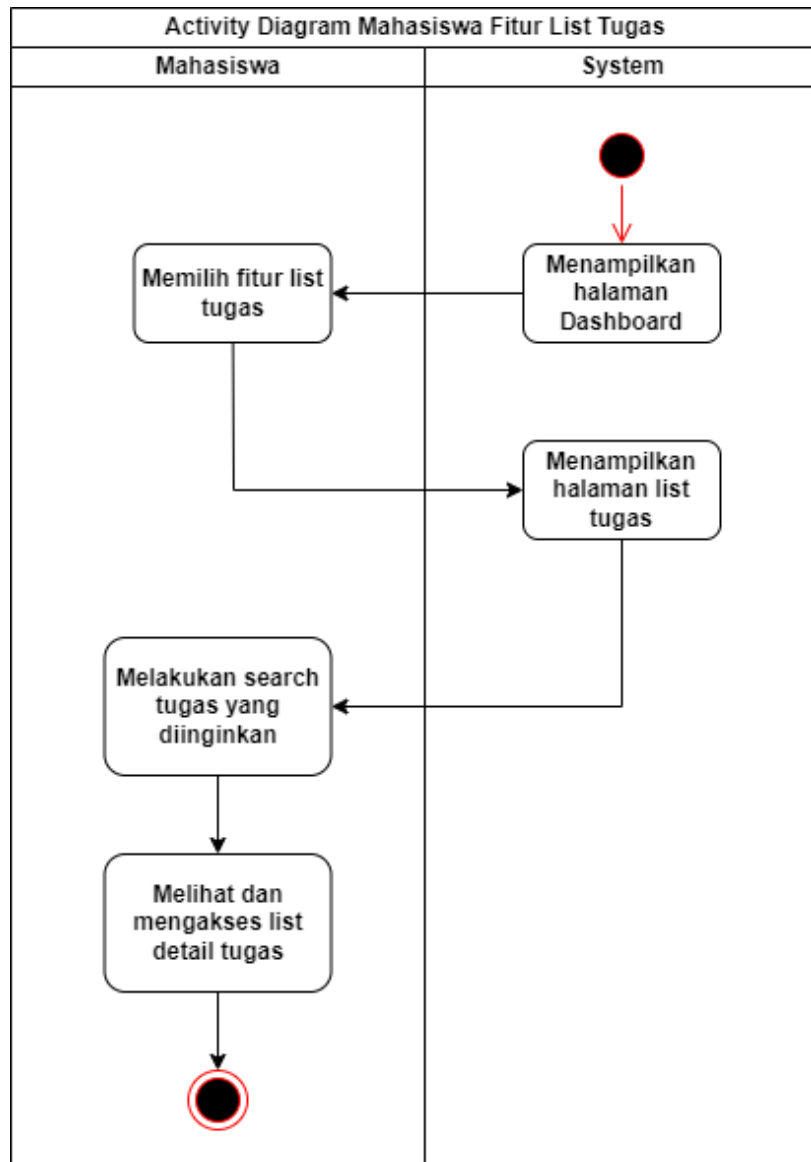 Activity Diagram Mahasiswa Fitur List Tugas
Mahasiswa
System
Menampilkan
halaman
Dashboard
Memilih fitur list
tugas
Menampilkan
halaman list
tugas
Melakukan search
tugas yang
diinginkan
Melihat dan
mengakses list
detail tugas